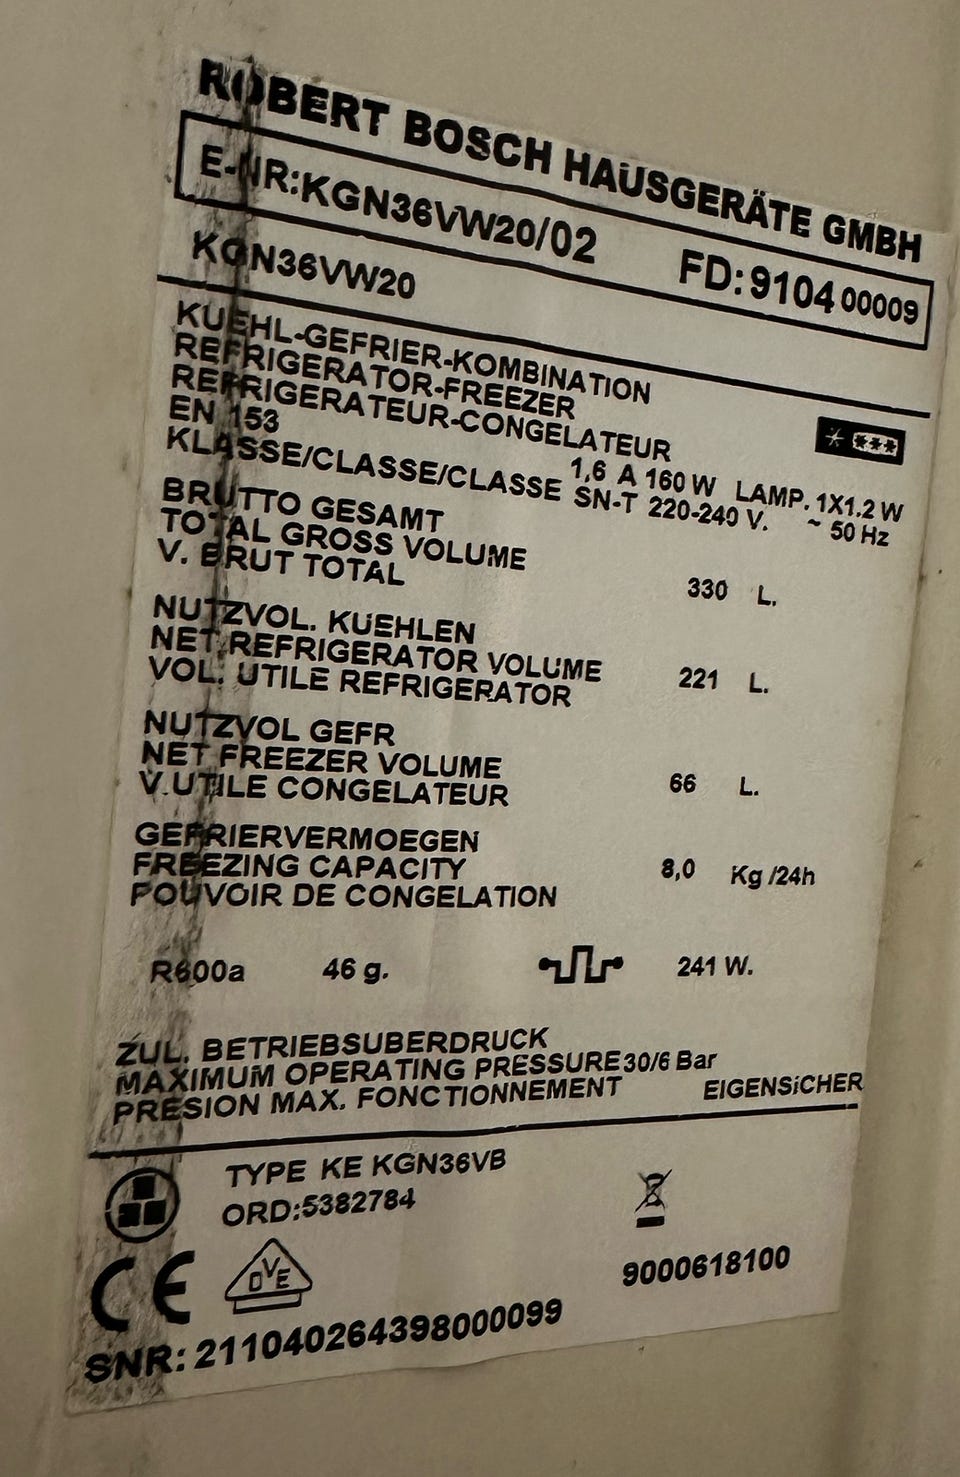 ROBERT BOSCH HAUSGERÄTE GMBH
E-NR:KGN36VW20/02 FD:9104 00009
KGN36VW20
KUEHL-GEFRIER-KOMBINATION
REFRIGERATOR-FREEZER
REFRIGERATEUR-CONGELATEUR
EN 153 1,6 A 160 W LAMP. 1X1.2 W
KLASSE/CLASSE/CLASSE SN-T 220-240 V. ~ 50 Hz
BRUTTO GESAMT
TOTAL GROSS VOLUME
V. BRUT TOTAL 330 L.
NUTZVOL. KUEHLEN
NET.REFRIGERATOR VOLUME
VOL. UTILE REFRIGERATOR 221 L.
NUTZVOL GEFR
NET FREEZER VOLUME
V.UTILE CONGELATEUR 66 L.
GEFRIERVERMOEGEN
FREEZING CAPACITY 8,0 Kg /24h
POUVOIR DE CONGELATION
R600a 46 g. 241 W.
ZUL. BETRIEBSUBERDRUCK
MAXIMUM OPERATING PRESSURE 30/6 Bar
PRESION MAX. FONCTIONNEMENT EIGENSiCHER
TYPE KE KGN36VB
ORD:5382784
CE DVE 9000618100
SNR: 211040264398000099